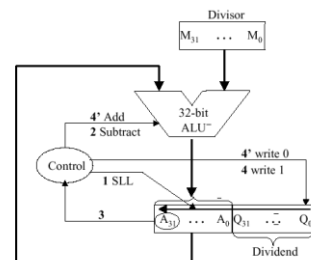 Divisor
M31 ... M0
32-bit
ALU
4' Add
2 Subtract
Control
4' write 0
4 write 1
1 SLL
3
A31 ... A0 Q31 ... Q0
Dividend